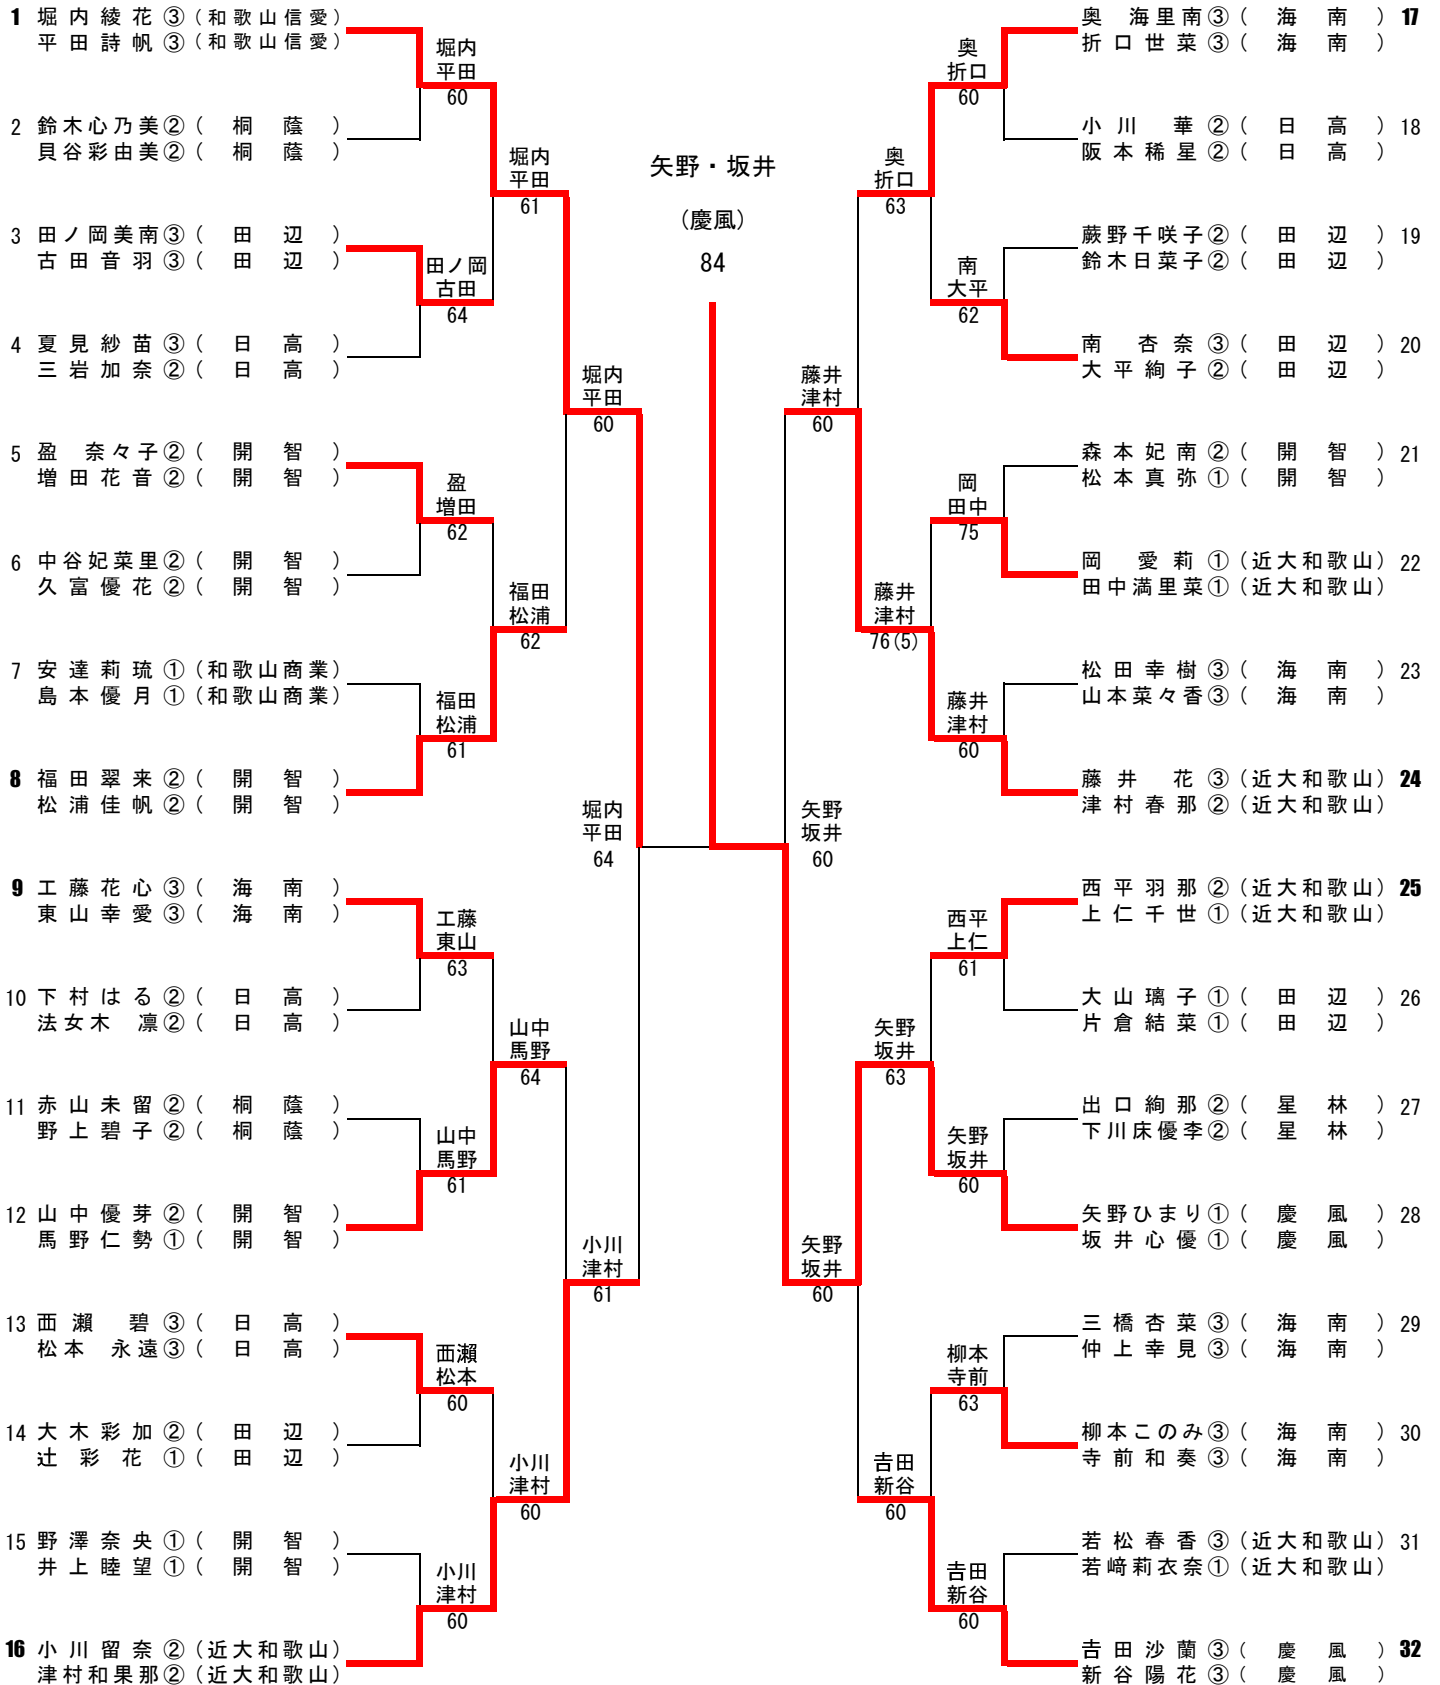 1 堀内綾花③(和歌山信愛)
平田詩帆③(和歌山信愛)
2 鈴木心乃美②(桐蔭)
貝谷彩由美②(桐蔭)
3 田ノ岡美南③(田辺)
古田音羽③(田辺)
4 夏見紗苗③(日高)
三岩加奈②(日高)
5 盈 奈々子②(開智)
増田花音②(開智)
6 中谷妃菜里②(開智)
久富優花②(開智)
7 安達莉琉①(和歌山商業)
島本優月①(和歌山商業)
8 福田翠来②(開智)
松浦佳帆②(開智)
9 工藤花心③(海南)
東山幸愛③(海南)
10 下村はる②(日高)
法女木 凛②(日高)
11 赤山未留②(桐蔭)
野上碧子②(桐蔭)
12 山中優芽②(開智)
馬野仁勢①(開智)
13 面瀬 碧③(日高)
松本 永遠③(日高)
14 大木彩加②(田辺)
辻彩花①(田辺)
15 野澤奈央①(開智)
井上睦望①(開智)
16 小川留奈②(近大和歌山)
津村和果那②(近大和歌山)
堀内
平田
60
田ノ岡
古田
64
盈
増田
62
福田
松浦
61
工藤
東山
63
山中
馬野
61
面瀬
松本
60
小川
津村
60
堀内
平田
61
福田
松浦
62
山中
馬野
64
小川
津村
60
堀内
平田
60
小川
津村
61
堀内
平田
64
矢野・坂井
(慶風)
84
矢野
坂井
60
藤井
津村
60
矢野
坂井
60
奥
折口
63
藤井
津村
76(5)
矢野
坂井
63
𠮷田
新谷
60
奥
折口
60
南
大平
62
岡
田中
75
藤井
津村
60
西平
上仁
61
矢野
坂井
60
柳本
寺前
63
𠮷田
新谷
60
奥 海里南③(海南) 17
折口世菜③(海南)
小川 華②(日高) 18
阪本稀星②(日高)
蕨野千咲子②(田辺) 19
鈴木日菜子②(田辺)
南 杏奈③(田辺) 20
大平絢子②(田辺)
森本妃南②(開智) 21
松本真弥①(開智)
岡 愛莉①(近大和歌山) 22
田中満里菜①(近大和歌山)
松田幸樹③(海南) 23
山本菜々香③(海南)
藤井 花③(近大和歌山) 24
津村春那②(近大和歌山)
西平羽那②(近大和歌山) 25
上仁千世①(近大和歌山)
大山璃子①(田辺) 26
片倉結菜①(田辺)
出口絢那②(星林) 27
下川床優李②(星林)
矢野ひまり①(慶風) 28
坂井心優①(慶風)
三橋杏菜③(海南) 29
仲上幸見③(海南)
柳本このみ③(海南) 30
寺前和奏③(海南)
若松春香③(近大和歌山) 31
若﨑莉衣奈①(近大和歌山)
𠮷田沙蘭③(慶風) 32
新谷陽花③(慶風)